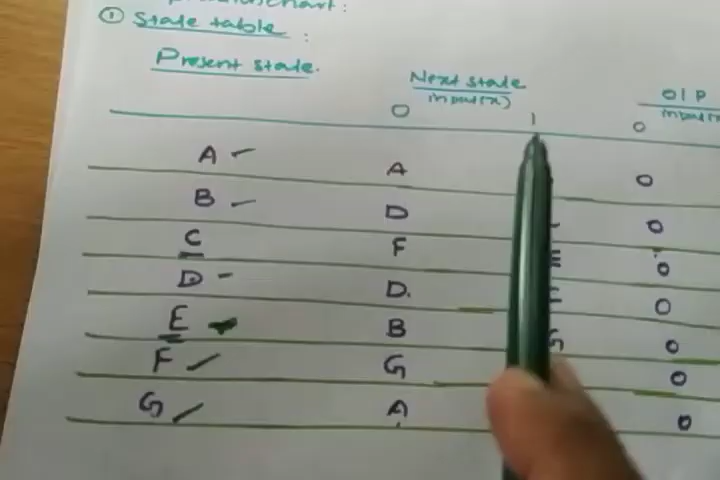 ① State table :
Present state. Next state O/P
input(x)
0 1 0
A A 0
B D 0
C F 0
D D. 0
E B 0
F G 0
G A 0